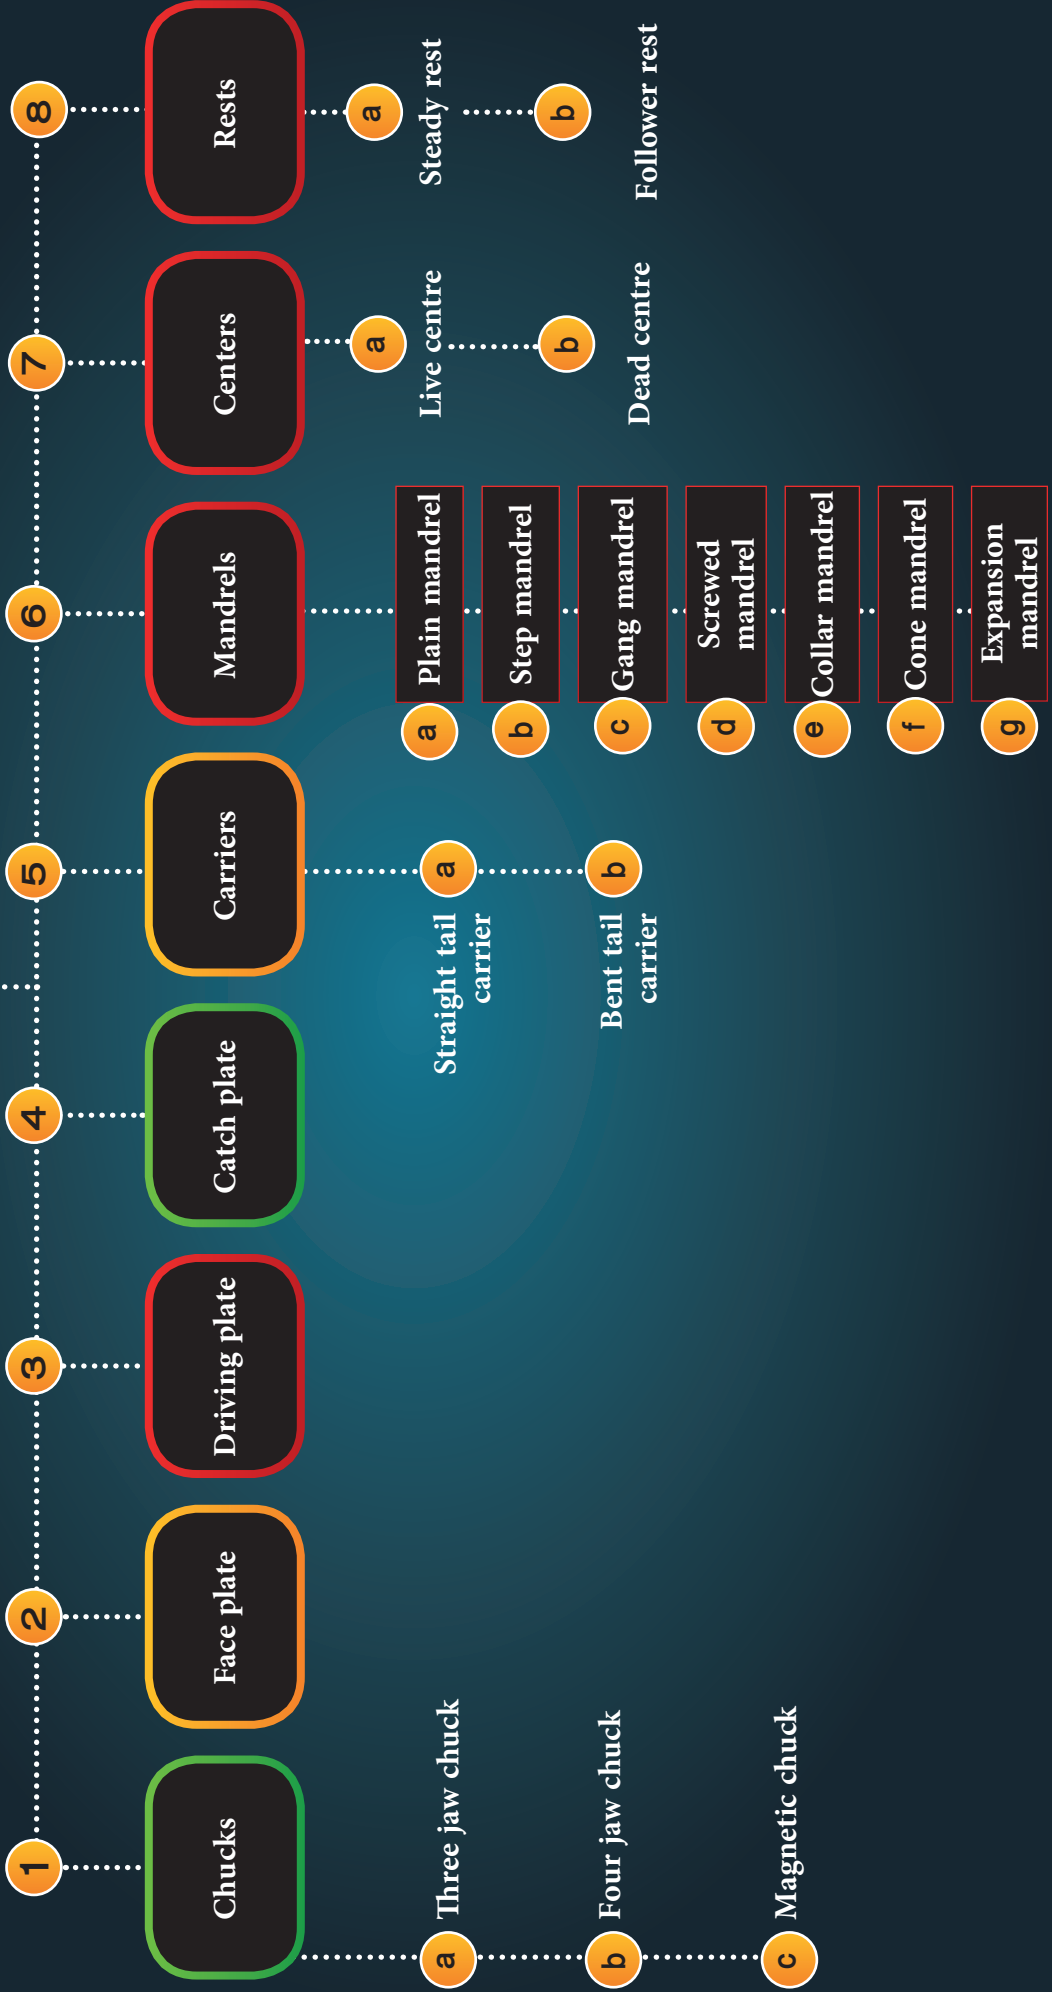 1
Chucks
a
Three jaw chuck
b
Four jaw chuck
c
Magnetic chuck
2
Face plate
3
Driving plate
4
Catch plate
5
Carriers
a
Straight tail
carrier
b
Bent tail
carrier
6
Mandrels
a
Plain mandrel
b
Step mandrel
c
Gang mandrel
d
Screwed
mandrel
e
Collar mandrel
f
Cone mandrel
g
Expansion
mandrel
7
Centers
a
Live centre
b
Dead centre
8
Rests
a
Steady rest
b
Follower rest